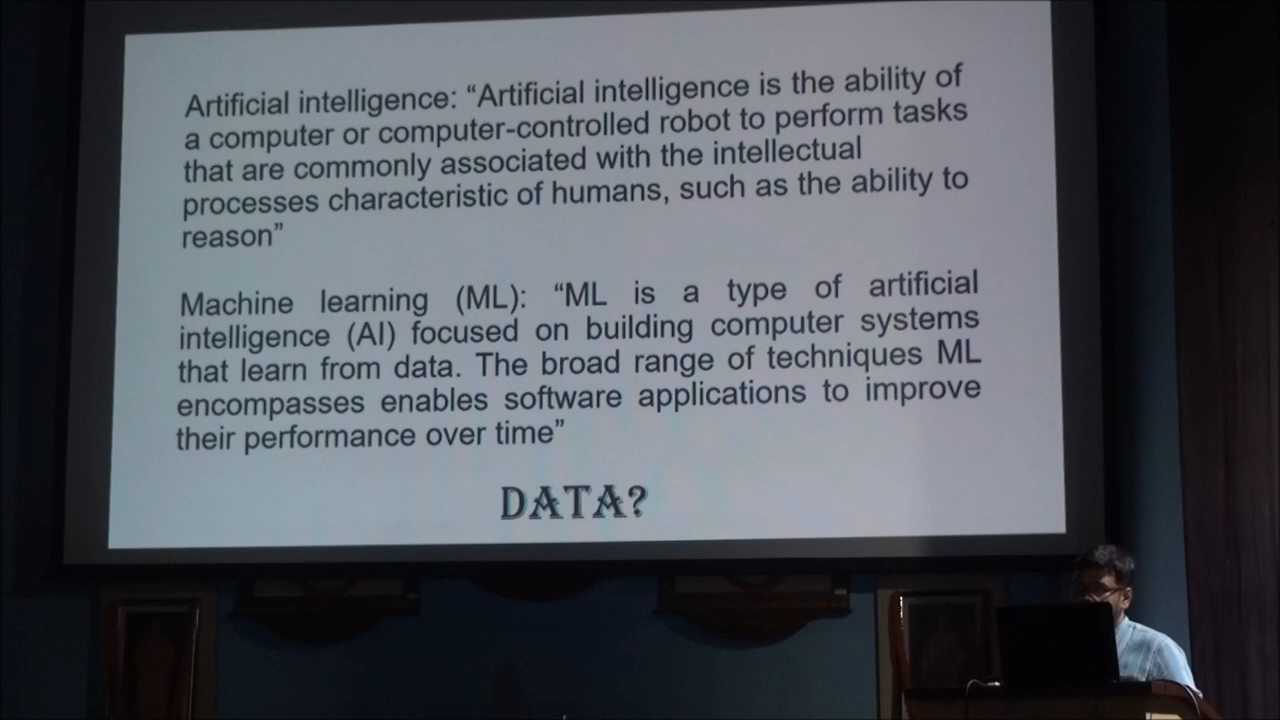 Artificial intelligence: “Artificial intelligence is the ability of
a computer or computer-controlled robot to perform tasks
that are commonly associated with the intellectual
processes characteristic of humans, such as the ability to
reason”
Machine learning (ML): “ML is a type of artificial
intelligence (AI) focused on building computer systems
that learn from data. The broad range of techniques ML
encompasses enables software applications to improve
their performance over time”
DATA?